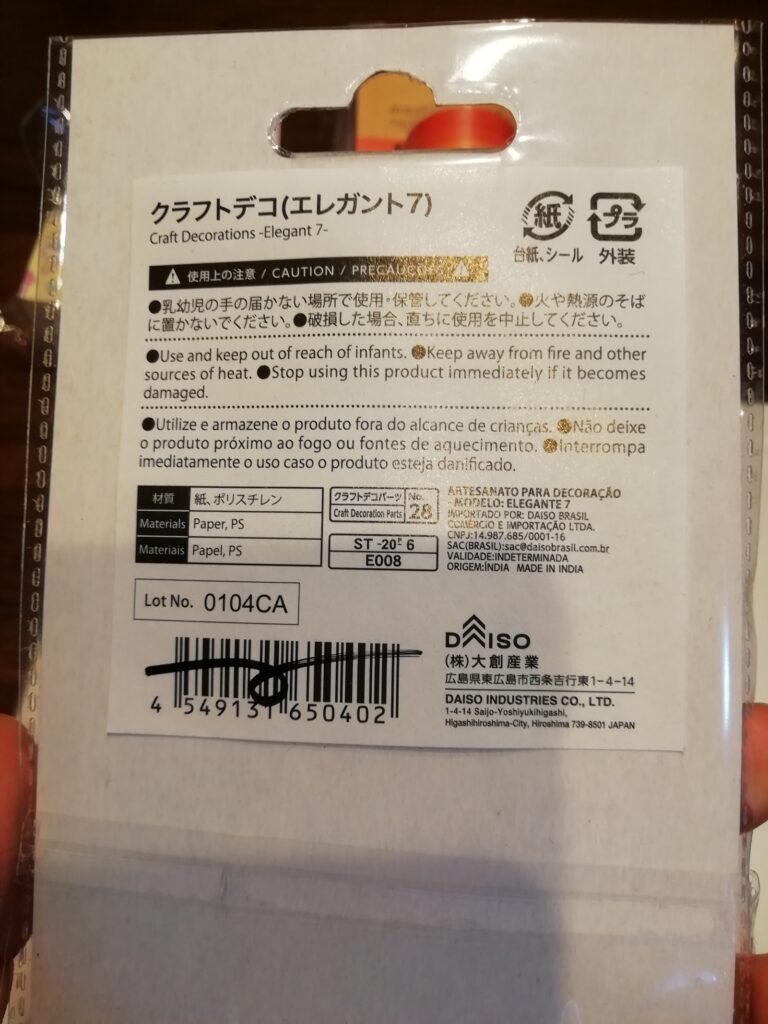 クラフトデコ(エレガント7)
Craft Decorations -Elegant 7-
紙
台紙、シール
プラ
外装
使用上の注意 / CAUTION / PRECAUÇÃO
●乳幼児の手の届かない場所で使用・保管してください。●火や熱源のそば
に置かないでください。●破損した場合、直ちに使用を中止してください。
●Use and keep out of reach of infants. ●Keep away from fire and other
sources of heat. ●Stop using this product immediately if it becomes
damaged.
●Utilize e armazene o produto fora do alcance de crianças. ●Não deixe
o produto próximo ao fogo ou fontes de aquecimento. ●Interrompa
imediatamente o uso caso o produto esteja danificado.
材質 紙、ポリスチレン
Materials Paper, PS
Materiais Papel, PS
クラフトデコパーツ
Craft Decoration Parts
No.
28
ST -20ピ 6
E008
ARTESANATO PARA DECORAÇÃO
- MODELO: ELEGANTE 7
IMPORTADO POR: DAISO BRASIL
COMÉRCIO E IMPORTAÇÃO LTDA.
CNPJ:14.987.685/0001-16
SAC(BRASIL):sac@daisobrasil.com.br
VALIDADE:INDETERMINADA
ORIGEM:ÍNDIA MADE IN INDIA
Lot No. 0104CA
4 549131 650402
DAISO
(株)大創産業
広島県東広島市西条吉行東1-4-14
DAISO INDUSTRIES CO., LTD.
1-4-14 Saijo-Yoshiyukihigashi,
Higashihiroshima-City, Hiroshima 739-8501 JAPAN